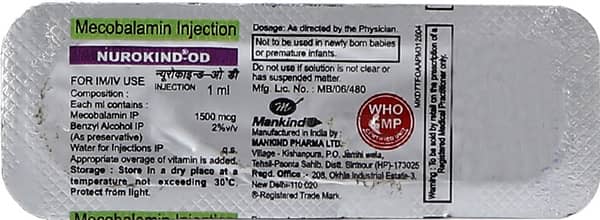 Mecobalamin Injection
NUROKIND®-OD
न्यूरोकाइन्ड-ओ डी
FOR IM/IV USE INJECTION 1 ml
Composition :
Each ml contains :
Mecobalamin IP 1500 mcg
Benzyl Alcohol IP 2%v/v
(As preservative)
Water for Injections IP q.s.
Appropriate overage of vitamin is added.
Storage : Store in a dry place at a
temperature not exceeding 30°C.
Protect from light.
Mecobalamin Injection
Dosage: As directed by the Physician.
Not to be used in newly born babies
or premature infants.
Do not use if solution is not clear or
has suspended matter.
Mfg. Lic. No. : MB/06/480
Mankind
Manufactured in India by :
MANKIND PHARMA LTD.
Village - Kishanpura, P.O. Jamni wela,
Tehsil-Paonta Sahib, Distt. Sirmour (HP)-173025
Regd. Office : 208, Okhla Industrial Estate-3,
New Delhi-110 020
®-Registered Trade Mark.
WHO
GMP
CERTIFIED UNIT
Warning : To be sold by retail on the prescription of a
Registered Medical Practitioner only.